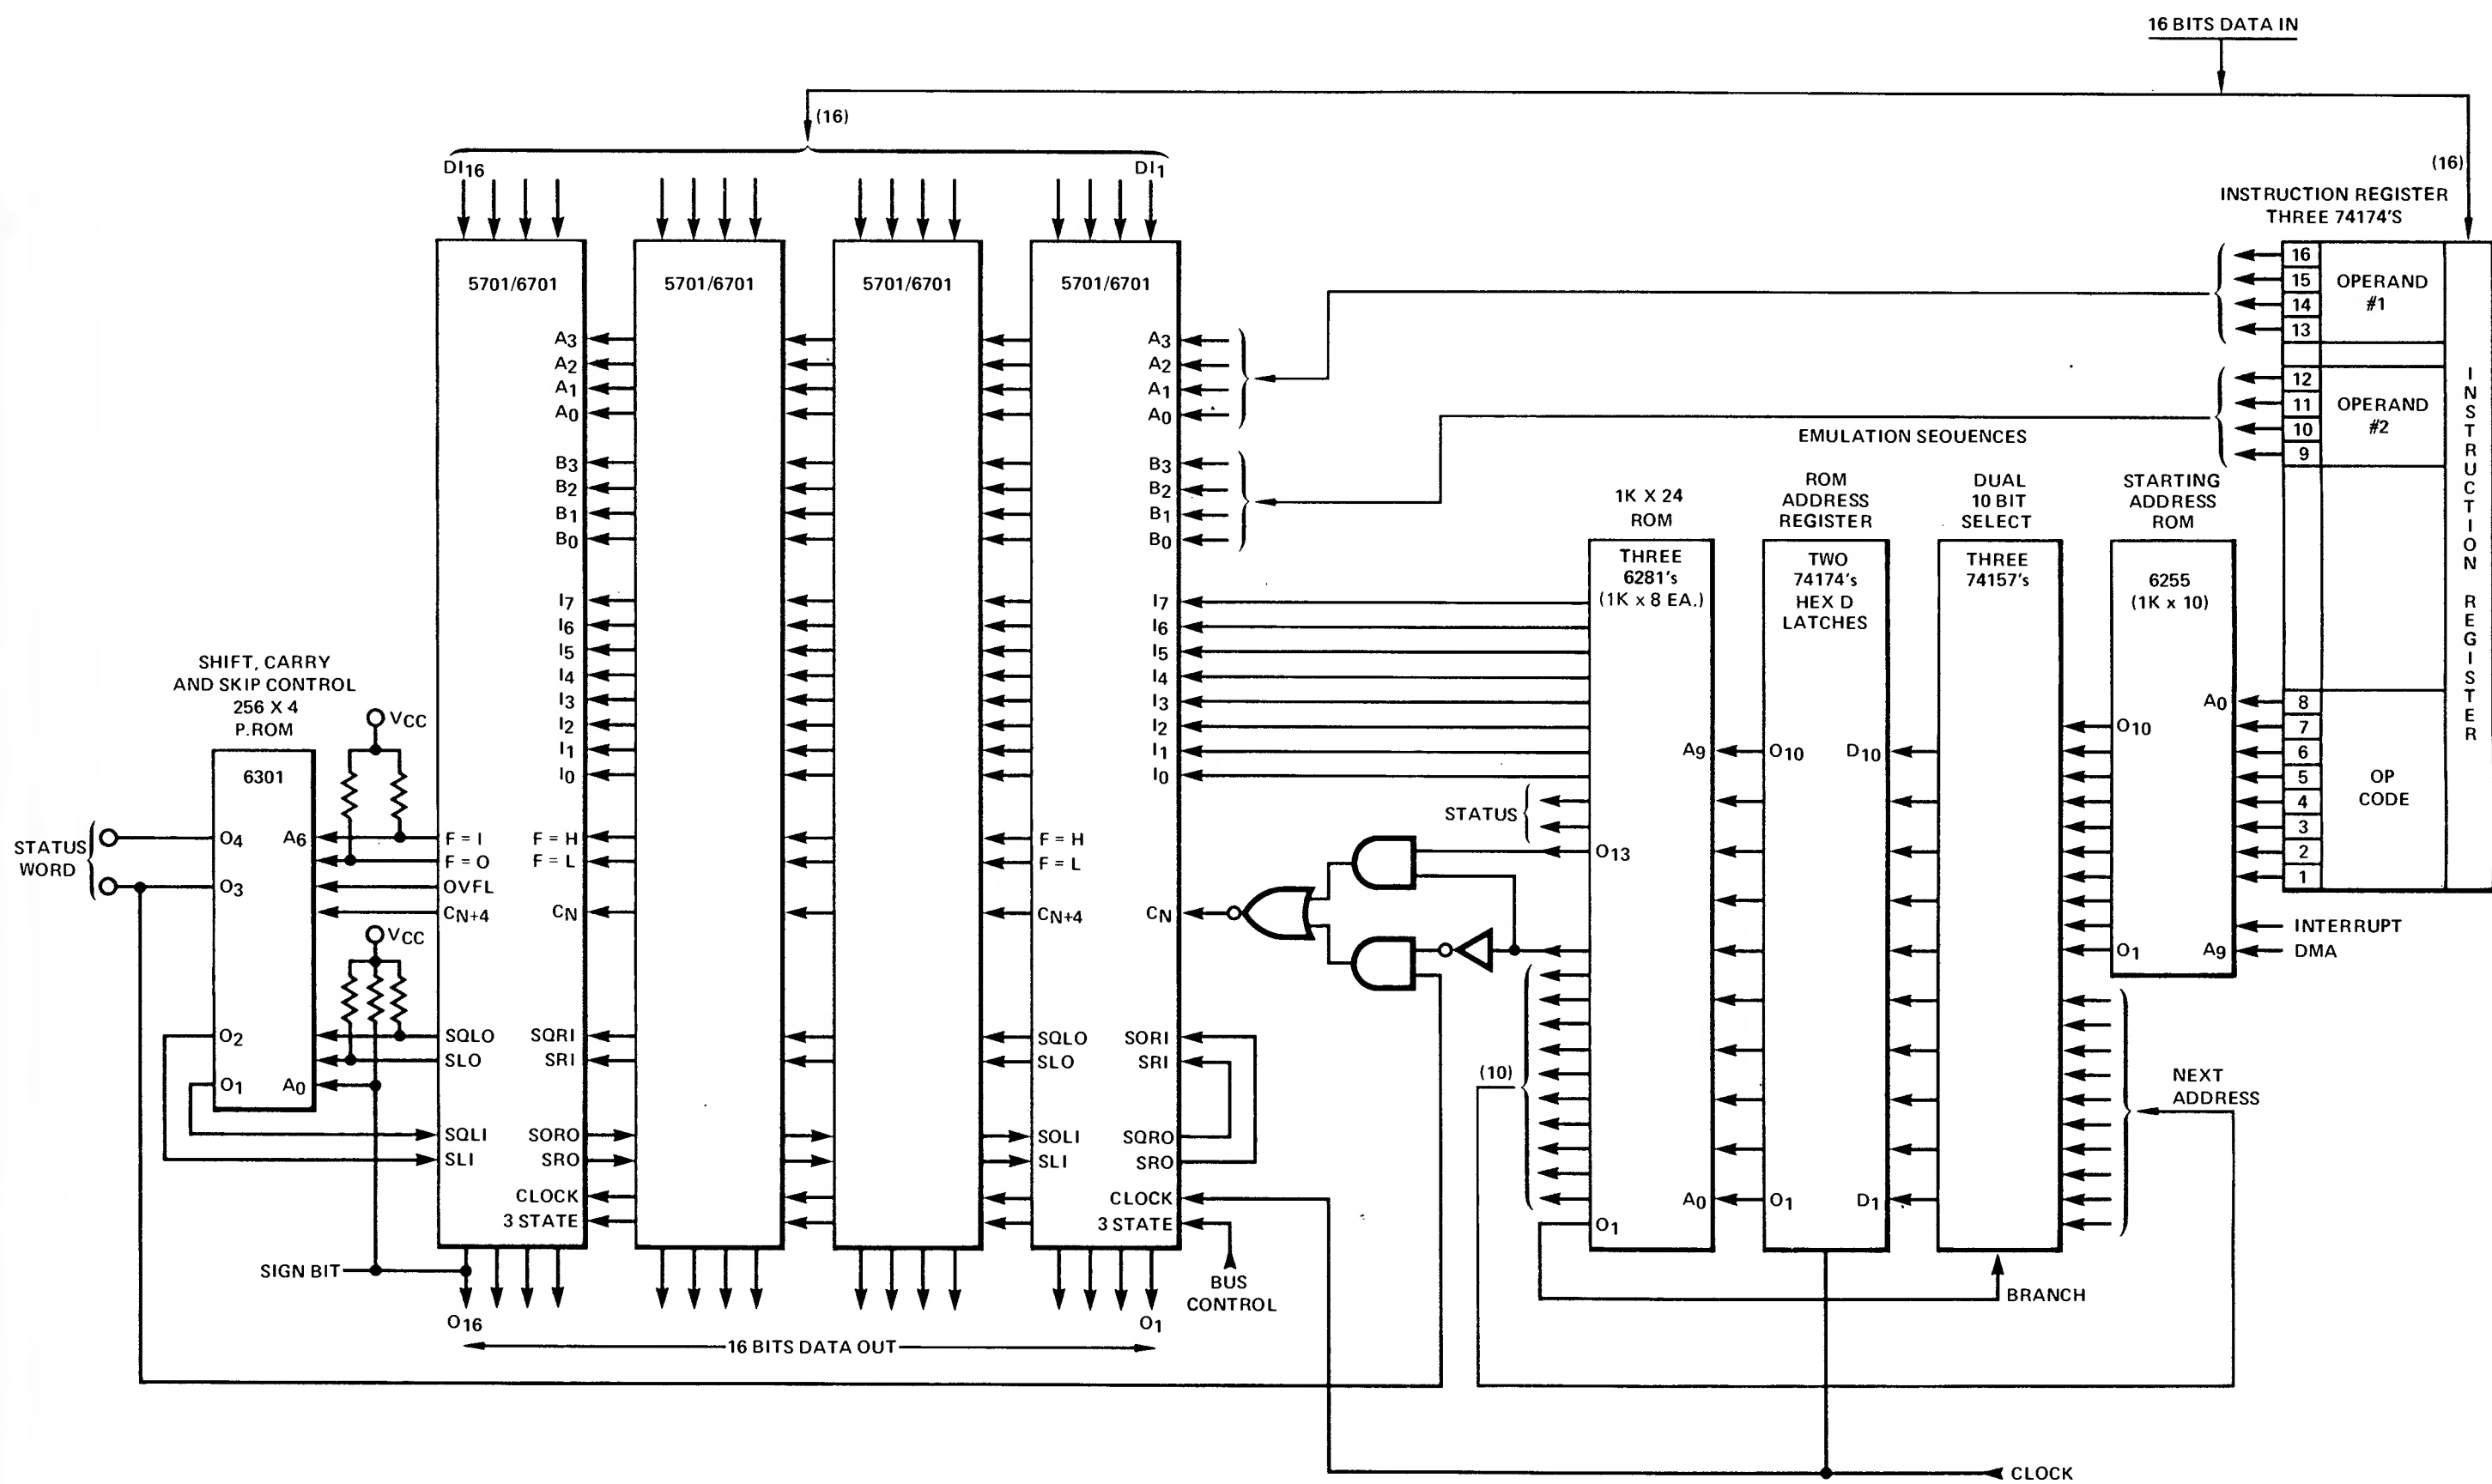 16 BITS DATA IN
(16)
(16)
DI16
DI1
INSTRUCTION REGISTER
THREE 74174'S
5701/6701
5701/6701
5701/6701
5701/6701
16
15
14
13
OPERAND
#1
12
11
10
9
OPERAND
#2
INSTRUCTION REGISTER
A3
A2
A1
A0
B3
B2
B1
B0
I7
I6
I5
I4
I3
I2
I1
I0
F = I
F = O
OVFL
CN+4
F = H
F = L
CN
SQLO
SLO
SQRI
SRI
SQLI
SLI
SORO
SRO
CLOCK
3 STATE
A3
A2
A1
A0
B3
B2
B1
B0
I7
I6
I5
I4
I3
I2
I1
I0
F = H
F = L
CN+4
CN
SQLO
SLO
SORI
SRI
SOLI
SLI
SQRO
SRO
CLOCK
3 STATE
EMULATION SEQUENCES
1K X 24
ROM
THREE
6281's
(1K x 8 EA.)
A9
O13
A0
O1
ROM
ADDRESS
REGISTER
TWO
74174's
HEX D
LATCHES
O10
D10
O1
D1
DUAL
10 BIT
SELECT
THREE
74157's
STARTING
ADDRESS
ROM
6255
(1K x 10)
A0
O10
O1
A9
8
7
6
5
4
3
2
1
OP
CODE
INTERRUPT
DMA
STATUS
(10)
NEXT
ADDRESS
BRANCH
SHIFT, CARRY
AND SKIP CONTROL
256 X 4
P.ROM
6301
VCC
VCC
STATUS
WORD
O4
A6
O3
O2
O1
A0
SIGN BIT
O16
O1
16 BITS DATA OUT
BUS
CONTROL
CLOCK